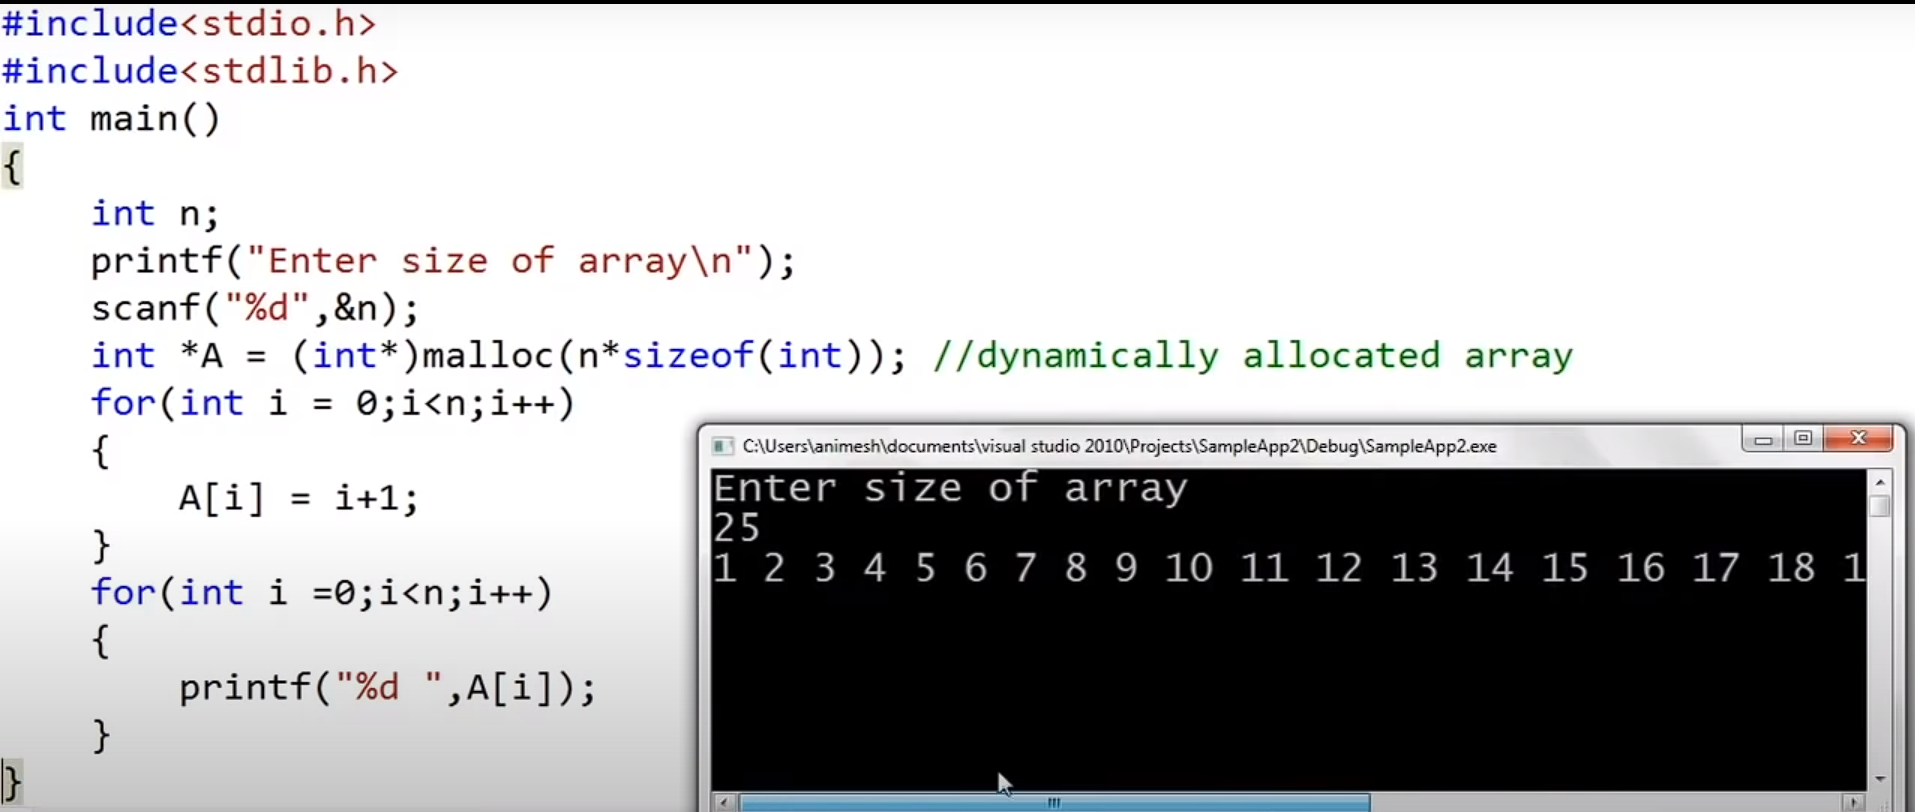 #include<stdio.h>
#include<stdlib.h>
int main()
{
    int n;
    printf("Enter size of array\n");
    scanf("%d",&n);
    int *A = (int*)malloc(n*sizeof(int)); //dynamically allocated array
    for(int i = 0;i<n;i++)
    {
        A[i] = i+1;
    }
    for(int i =0;i<n;i++)
    {
        printf("%d ",A[i]);
    }
}
C:\Users\animesh\documents\visual studio 2010\Projects\SampleApp2\Debug\SampleApp2.exe
Enter size of array
25
1 2 3 4 5 6 7 8 9 10 11 12 13 14 15 16 17 18 1